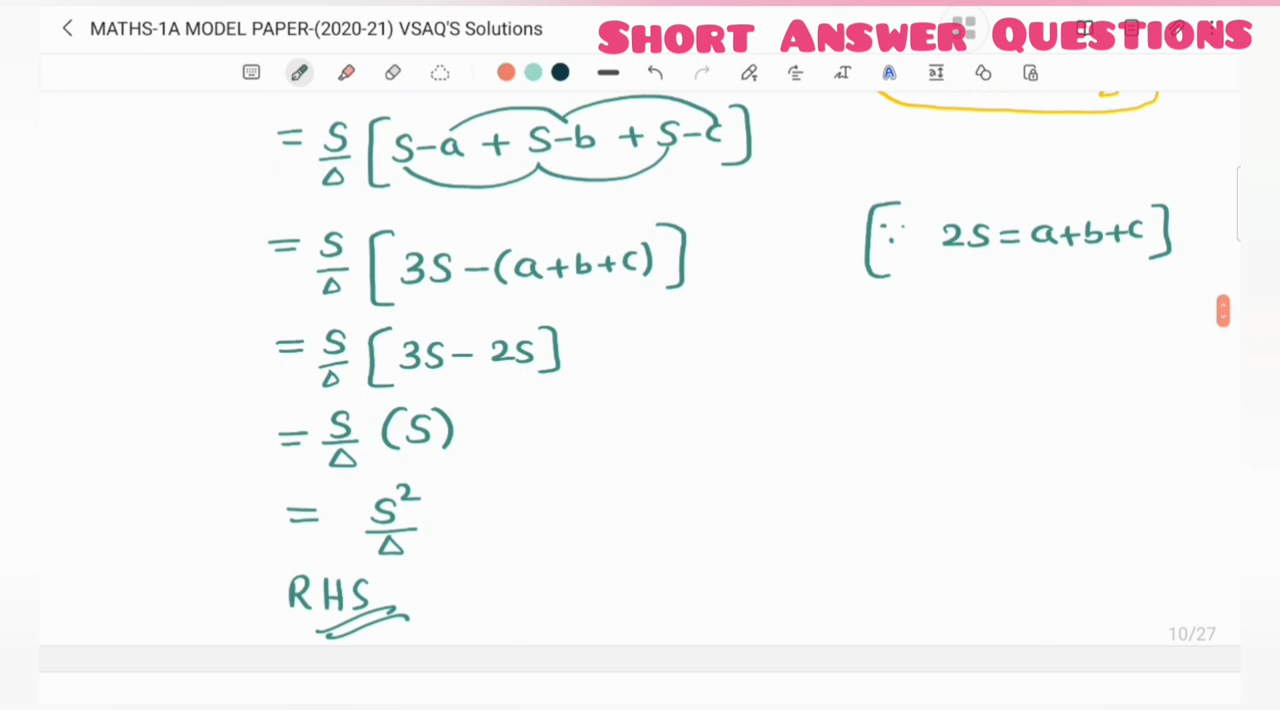 MATHS-1A MODEL PAPER-(2020-21) VSAQ'S Solutions
SHORT ANSWER QUESTIONS
= S/Δ [S-a + S-b + S-c]
= S/Δ [3S-(a+b+c)]
[∵ 2S = a+b+c]
= S/Δ [3S - 2S]
= S/Δ (S)
= S²/Δ
RHS
10/27